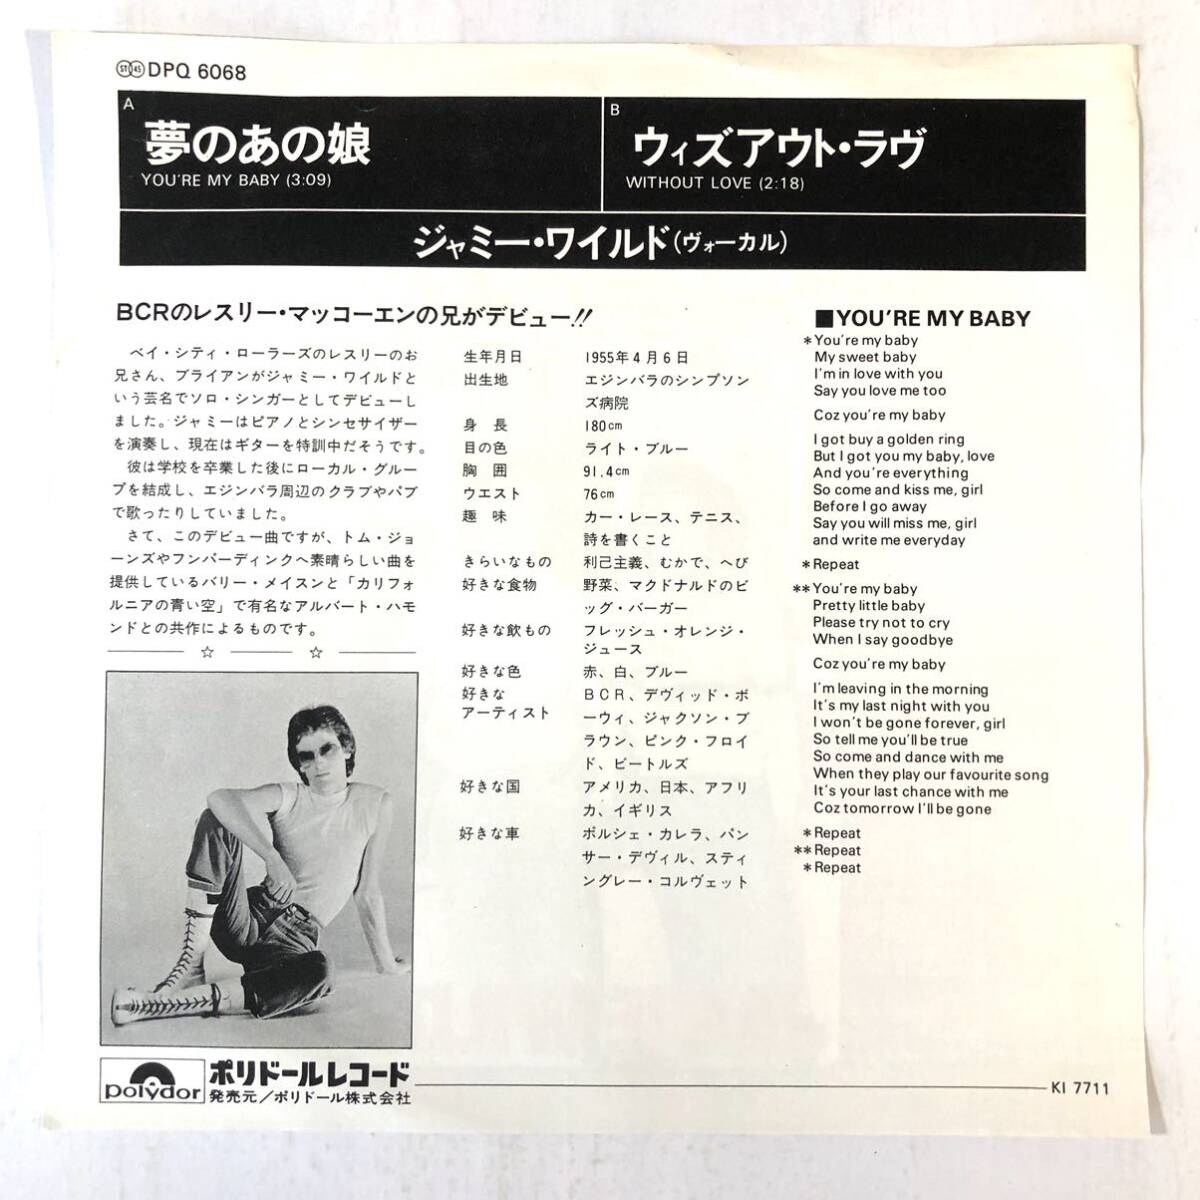 ST 45 DPQ 6068
A
夢のあの娘
YOU'RE MY BABY (3:09)
B
ウィズアウト・ラヴ
WITHOUT LOVE (2:18)
ジャミー・ワイルド(ヴォーカル)
BCRのレスリー・マッコーエンの兄がデビュー!!
ベイ・シティ・ローラーズのレスリーのお
兄さん、ブライアンがジャミー・ワイルドと
いう芸名でソロ・シンガーとしてデビューし
ました。ジャミーはピアノとシンセサイザー
を演奏し、現在はギターを特訓中だそうです。
彼は学校を卒業した後にローカル・グルー
プを結成し、エジンバラ周辺のクラブやパブ
で歌ったりしていました。
さて、このデビュー曲ですが、トム・ジョ
ーンズやフンパーディンクへ素晴らしい曲を
提供しているバリー・メイスンと「カリフォ
ルニアの青い空」で有名なアルバート・ハモ
ンドとの共作によるものです。
☆ ☆
生年月日 1955年4月6日
出生地 エジンバラのシンプソン
ズ病院
身長 180cm
目の色 ライト・ブルー
胸囲 91.4cm
ウエスト 76cm
趣味 カー・レース、テニス、
詩を書くこと
きらいなもの 利己主義、むかで、へび
好きな食物 野菜、マクドナルドのビ
ッグ・バーガー
好きな飲もの フレッシュ・オレンジ・
ジュース
好きな色 赤、白、ブルー
好きな
アーティスト
BCR、デヴィッド・ボ
ーウィ、ジャクソン・ブ
ラウン、ピンク・フロイ
ド、ビートルズ
好きな国 アメリカ、日本、アフリ
カ、イギリス
好きな車 ポルシェ・カレラ、パン
サー・デヴィル、スティ
ングレー・コルヴェット
■YOU'RE MY BABY
*You're my baby
My sweet baby
I'm in love with you
Say you love me too
Coz you're my baby
I got buy a golden ring
But I got you my baby, love
And you're everything
So come and kiss me, girl
Before I go away
Say you will miss me, girl
and write me everyday
*Repeat
**You're my baby
Pretty little baby
Please try not to cry
When I say goodbye
Coz you're my baby
I'm leaving in the morning
It's my last night with you
I won't be gone forever, girl
So tell me you'll be true
So come and dance with me
When they play our favourite song
It's your last chance with me
Coz tomorrow I'll be gone
*Repeat
**Repeat
*Repeat
polydor
ポリドールレコード
発売元/ポリドール株式会社
KI 7711